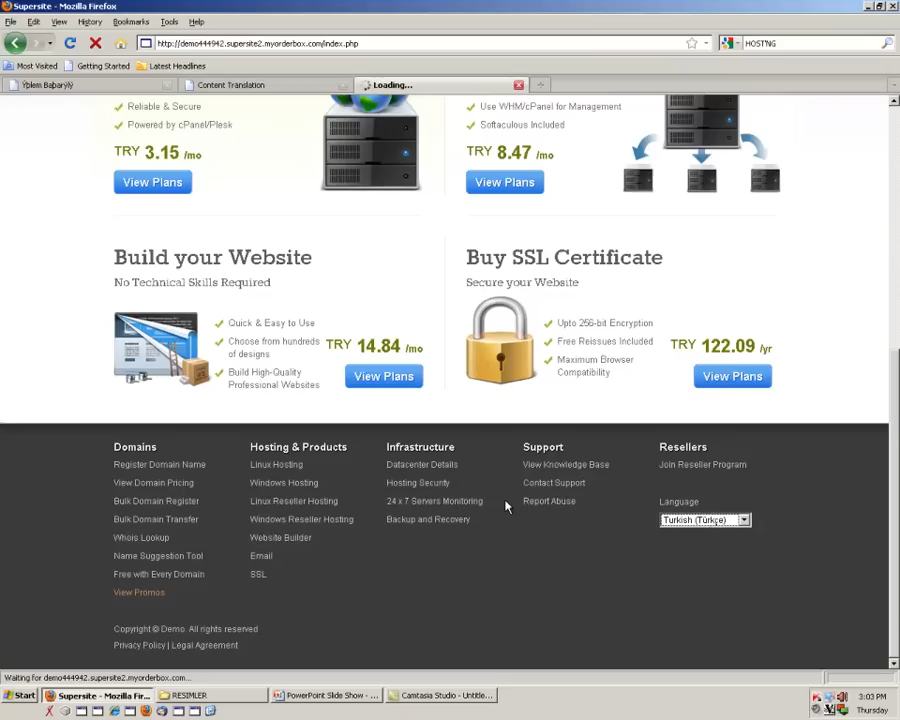 Supersite - Mozilla Firefox
File Edit View History Bookmarks Tools Help
http://demo444942.supersite2.myorderbox.com/index.php
HOSTING
Most Visited Getting Started Latest Headlines
Content Translation Loading...
Reliable & Secure
Powered by cPanel/Plesk
TRY 3.15 /mo
View Plans
Use WHM/cPanel for Management
Softaculous Included
TRY 8.47 /mo
View Plans
Build your Website
No Technical Skills Required
Quick & Easy to Use
Choose from hundreds
of designs
Build High-Quality
Professional Websites
TRY 14.84 /mo
View Plans
Buy SSL Certificate
Secure your Website
Upto 256-bit Encryption
Free Reissues Included
Maximum Browser
Compatibility
TRY 122.09 /yr
View Plans
Domains
Register Domain Name
View Domain Pricing
Bulk Domain Register
Bulk Domain Transfer
Whois Lookup
Name Suggestion Tool
Free with Every Domain
View Promos
Hosting & Products
Linux Hosting
Windows Hosting
Linux Reseller Hosting
Windows Reseller Hosting
Website Builder
Email
SSL
Infrastructure
Datacenter Details
Hosting Security
24 x 7 Servers Monitoring
Backup and Recovery
Support
View Knowledge Base
Contact Support
Report Abuse
Resellers
Join Reseller Program
Language
Turkish (Türkçe)
Copyright © Demo. All rights reserved
Privacy Policy | Legal Agreement
Waiting for demo444942.supersite2.myorderbox.com...
Start Supersite - Mozilla Fir... RESIMLER PowerPoint Slide Show - ... Camtasia Studio - Untitle... 3:03 PM
Thursday